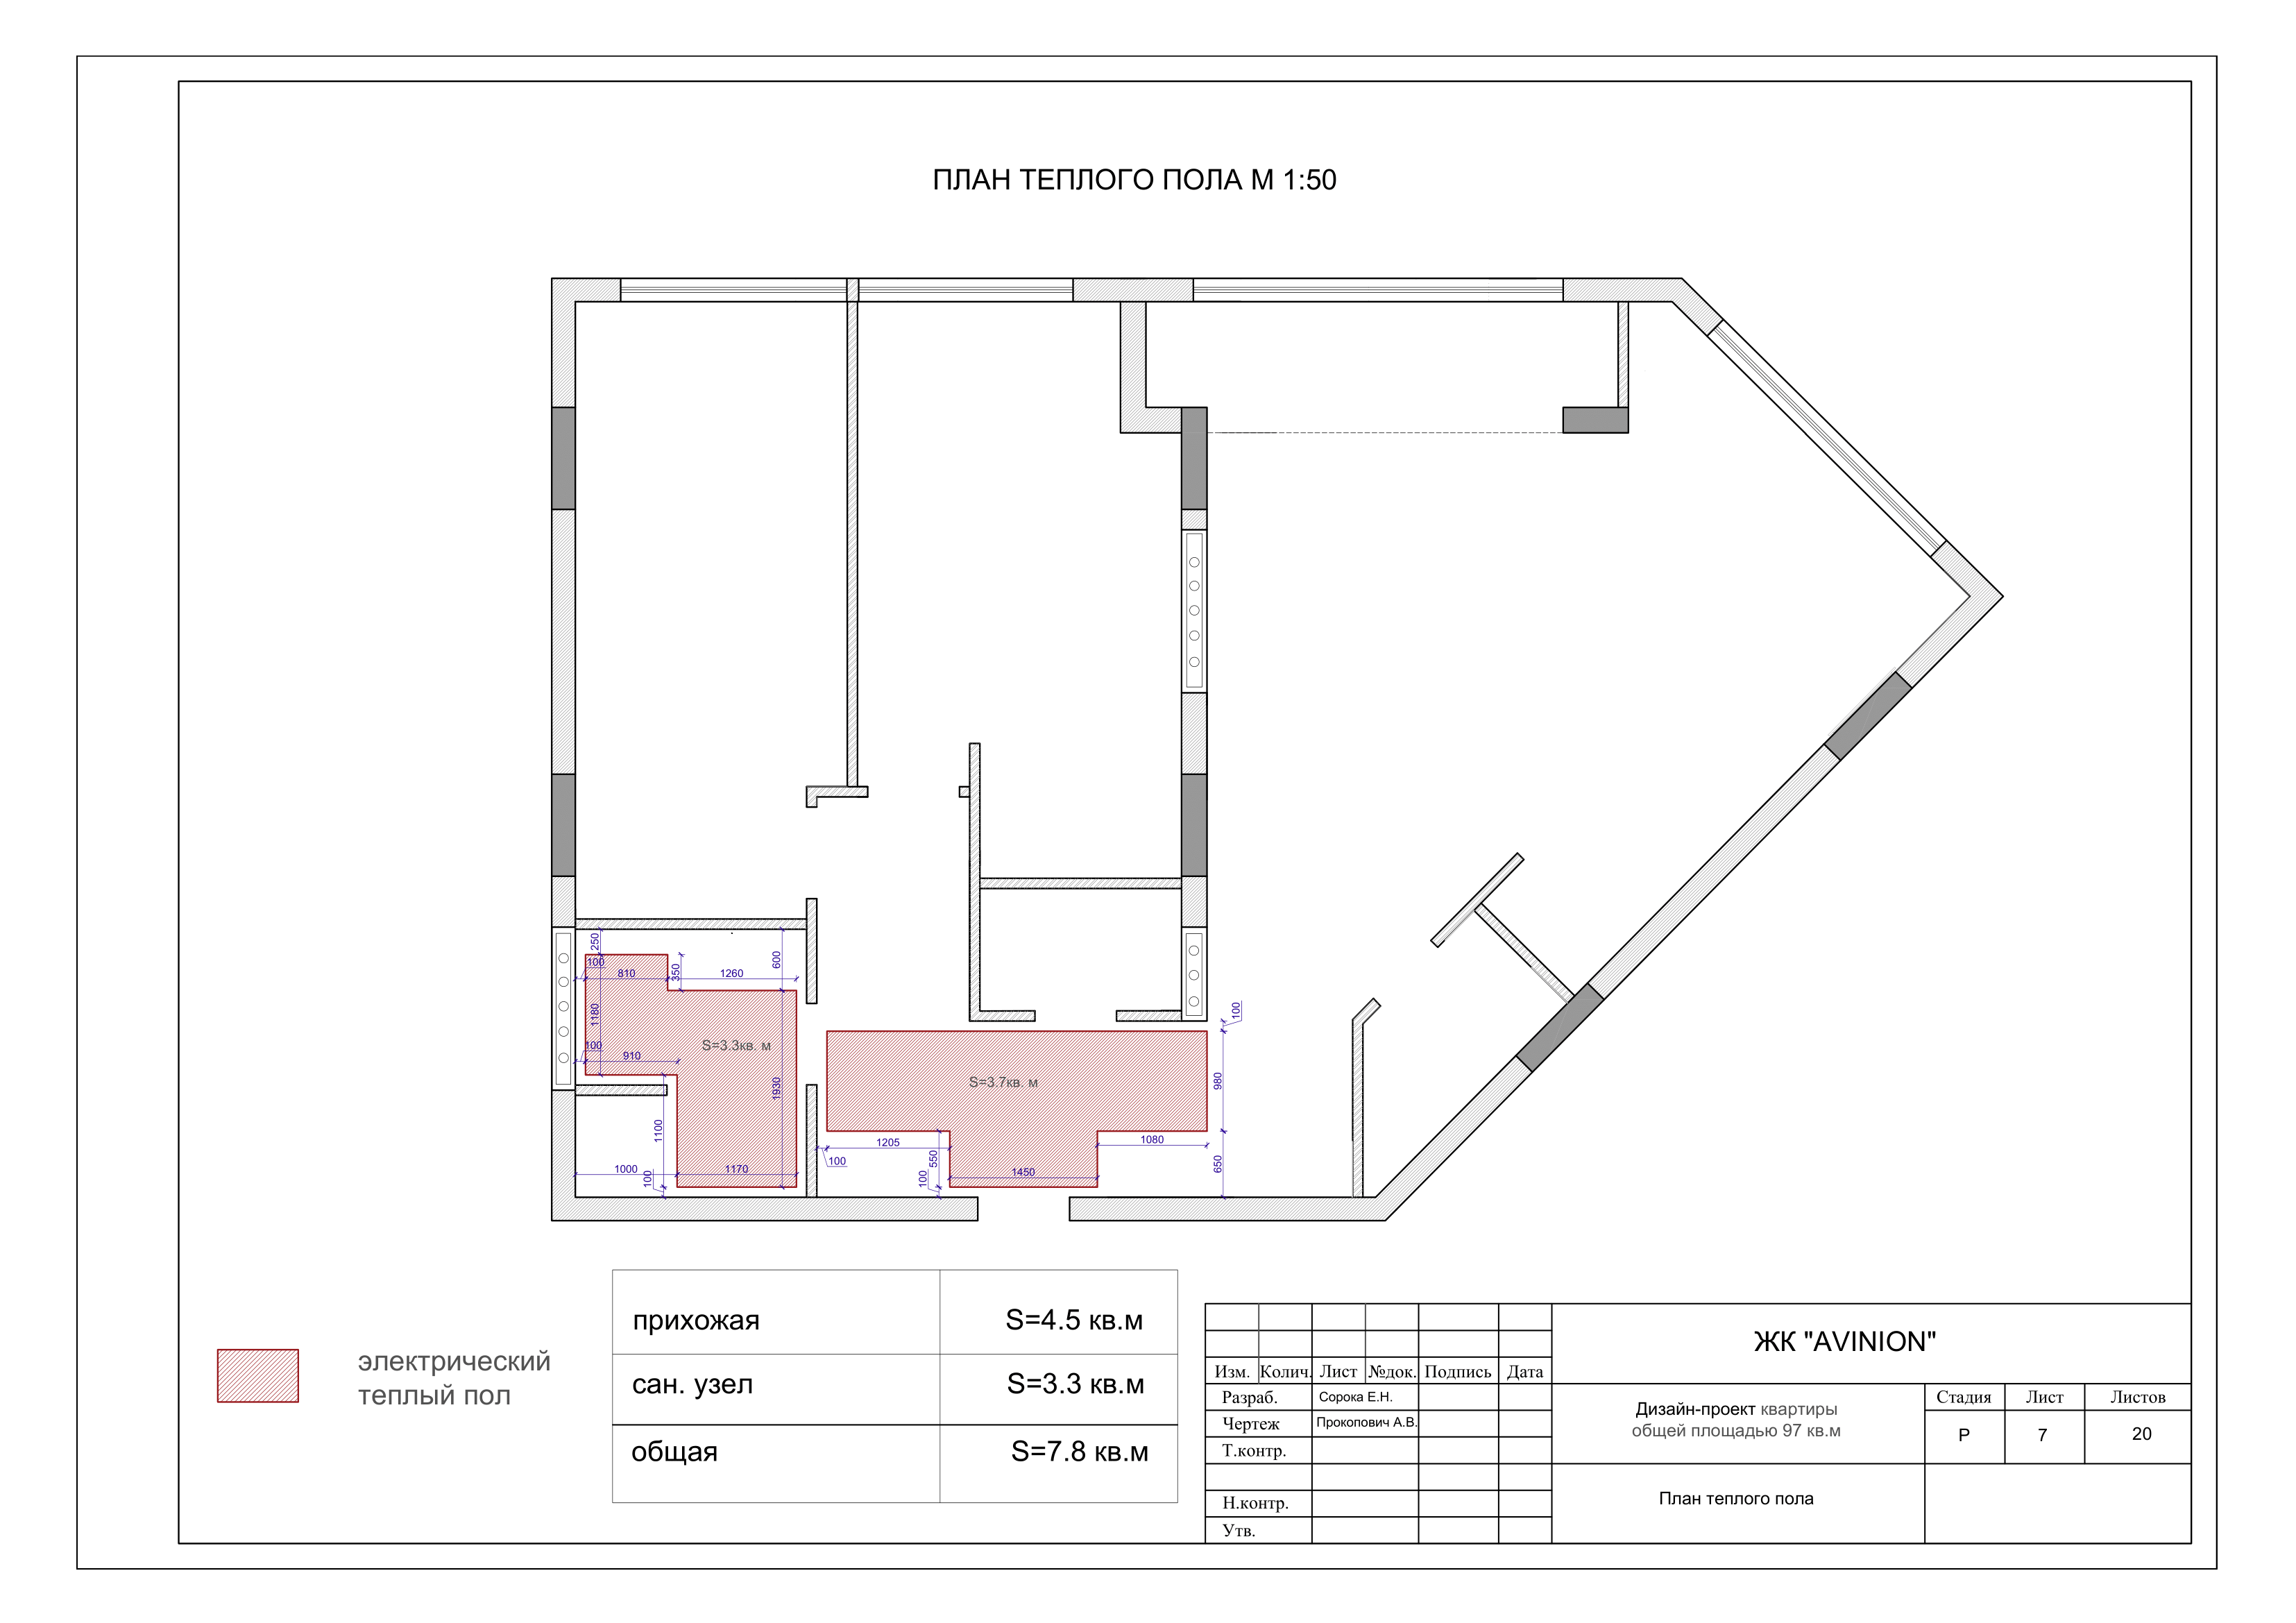 ПЛАН ТЕПЛОГО ПОЛА М 1:50
250
100
810
350
1260
600
1180
S=3.3кв. м
100
910
1930
1100
1000
100
1170
100
980
S=3.7кв. м
1205
100
550
100
1450
1080
650
электрический
теплый пол
прихожая S=4.5 кв.м
сан. узел S=3.3 кв.м
общая S=7.8 кв.м
Изм. Колич. Лист №док. Подпись Дата
Разраб. Сорока Е.Н.
Чертеж Прокопович А.В.
Т.контр.
Н.контр.
Утв.
ЖК "AVINION"
Дизайн-проект квартиры
общей площадью 97 кв.м
Стадия Лист Листов
Р 7 20
План теплого пола